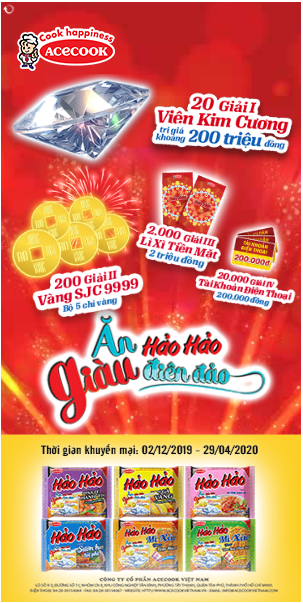 Cook happiness
ACECOOK
20 Giải I
Viên Kim Cương
trị giá
khoảng 200 triệu đồng
2.000 Giải III
Lì Xì Tiền Mặt
2 triệu đồng
TÀI KHOẢN
ĐIỆN THOẠI
200.000đ
200 Giải II
Vàng SJC 9999
Bộ 5 chỉ vàng
20.000 Giải IV
Tài Khoản Điện Thoại
200.000 đồng
Ăn Hảo Hảo
giàu điên đảo
Thời gian khuyến mại: 02/12/2019 - 29/04/2020
Hảo Hảo
Hảo Hảo
Hảo Hảo
Hảo Hảo
Hảo Hảo
Hảo Hảo
Mì Xào
CÔNG TY CỔ PHẦN ACECOOK VIỆT NAM